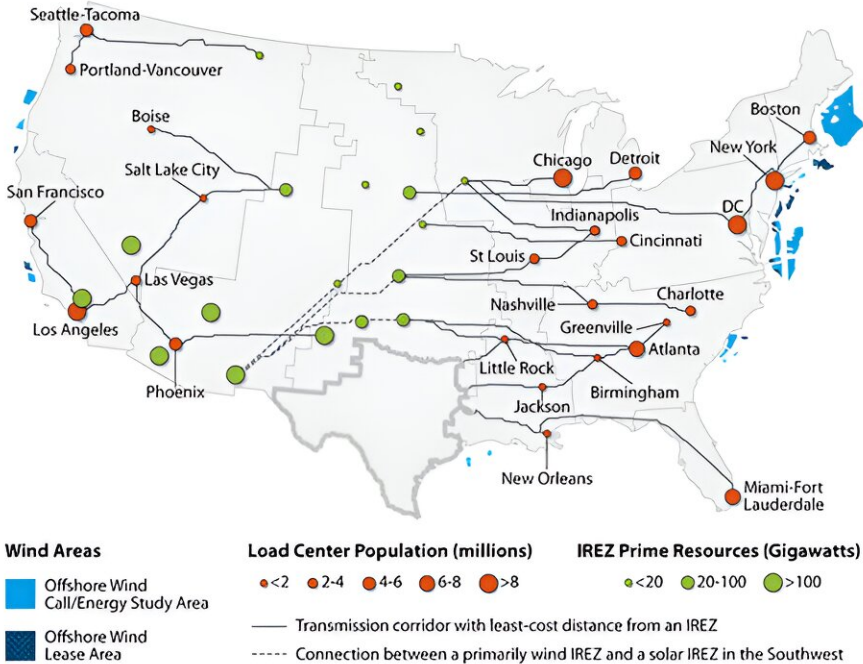 Seattle-Tacoma
Portland-Vancouver
Boise
Salt Lake City
San Francisco
Las Vegas
Los Angeles
Phoenix
Chicago
Detroit
Boston
New York
DC
Indianapolis
Cincinnati
St Louis
Nashville
Charlotte
Greenville
Atlanta
Little Rock
Birmingham
Jackson
New Orleans
Miami-Fort
Lauderdale
Wind Areas
Offshore Wind
Call/Energy Study Area
Offshore Wind
Lease Area
Load Center Population (millions)
<2 2-4 4-6 6-8 >8
IREZ Prime Resources (Gigawatts)
<20 20-100 >100
Transmission corridor with least-cost distance from an IREZ
Connection between a primarily wind IREZ and a solar IREZ in the Southwest